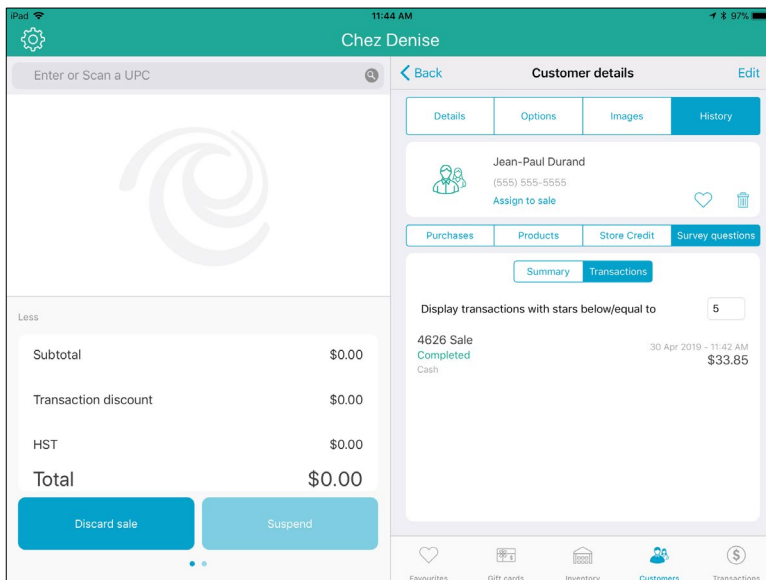 iPad 11:44 AM 97%
Chez Denise
Enter or Scan a UPC
Less
Subtotal $0.00
Transaction discount $0.00
HST $0.00
Total $0.00
Discard sale Suspend
Back Customer details Edit
Details Options Images History
Jean-Paul Durand
(555) 555-5555
Assign to sale
Purchases Products Store Credit Survey questions
Summary Transactions
Display transactions with stars below/equal to 5
4626 Sale 30 Apr 2019 - 11:42 AM
Completed $33.85
Cash
Favourites Gift cards Inventory Customers Transactions